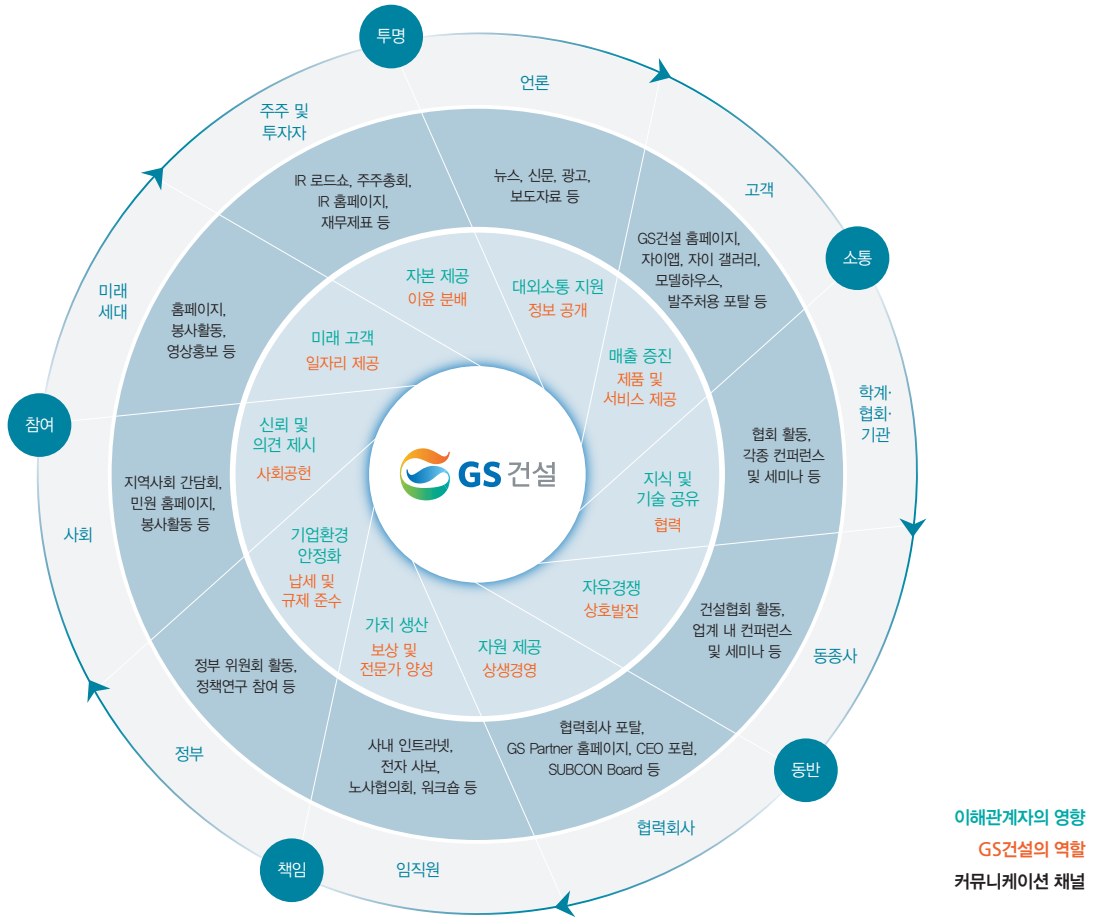 투명
언론
주주 및
투자자
고객
소통
미래
세대
학계·
협회·
기관
참여
사회
동종사
정부
동반
협력회사
임직원
책임
IR 로드쇼, 주주총회,
IR 홈페이지,
재무제표 등
뉴스, 신문, 광고,
보도자료 등
GS건설 홈페이지,
자이앱, 자이 갤러리,
모델하우스,
발주처용 포탈 등
홈페이지,
봉사활동,
영상홍보 등
협회 활동,
각종 컨퍼런스
및 세미나 등
지역사회 간담회,
민원 홈페이지,
봉사활동 등
건설협회 활동,
업계 내 컨퍼런스
및 세미나 등
정부 위원회 활동,
정책연구 참여 등
사내 인트라넷,
전자 사보,
노사협의회, 워크숍 등
협력회사 포탈,
GS Partner 홈페이지, CEO 포럼,
SUBCON Board 등
자본 제공
이윤 분배
대외소통 지원
정보 공개
미래 고객
일자리 제공
매출 증진
제품 및
서비스 제공
신뢰 및
의견 제시
사회공헌
지식 및
기술 공유
협력
기업환경
안정화
납세 및
규제 준수
자유경쟁
상호발전
가치 생산
보상 및
전문가 양성
자원 제공
상생경영
GS 건설
이해관계자의 영향
GS건설의 역할
커뮤니케이션 채널